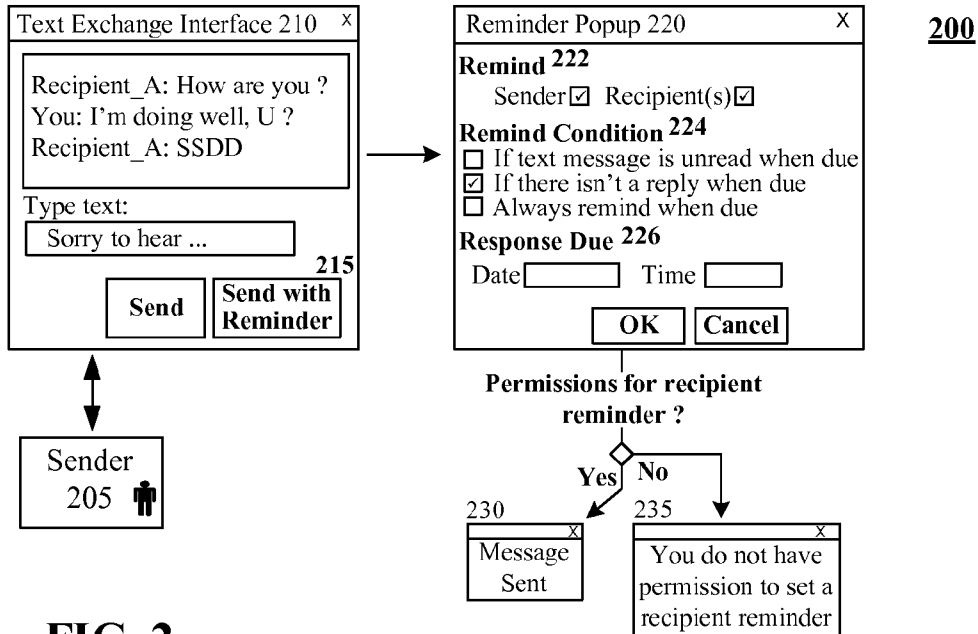 Text Exchange Interface 210 X
Recipient_A: How are you ?
You: I'm doing well, U ?
Recipient_A: SSDD
Type text:
Sorry to hear ...
215
Send
Send with
Reminder
Sender
205
Reminder Popup 220 X
Remind 222
Sender ☑ Recipient(s) ☑
Remind Condition 224
☐ If text message is unread when due
☑ If there isn't a reply when due
☐ Always remind when due
Response Due 226
Date Time
OK Cancel
200
Permissions for recipient
reminder ?
Yes No
230
X
Message
Sent
235
X
You do not have
permission to set a
recipient reminder
FIG. 2